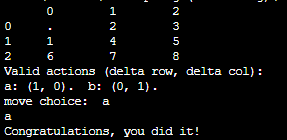 0 1 2
0 . 2 3
1 1 4 5
2 6 7 8
Valid actions (delta row, delta col):
a: (1, 0). b: (0, 1).
move choice: a
a
Congratulations, you did it!